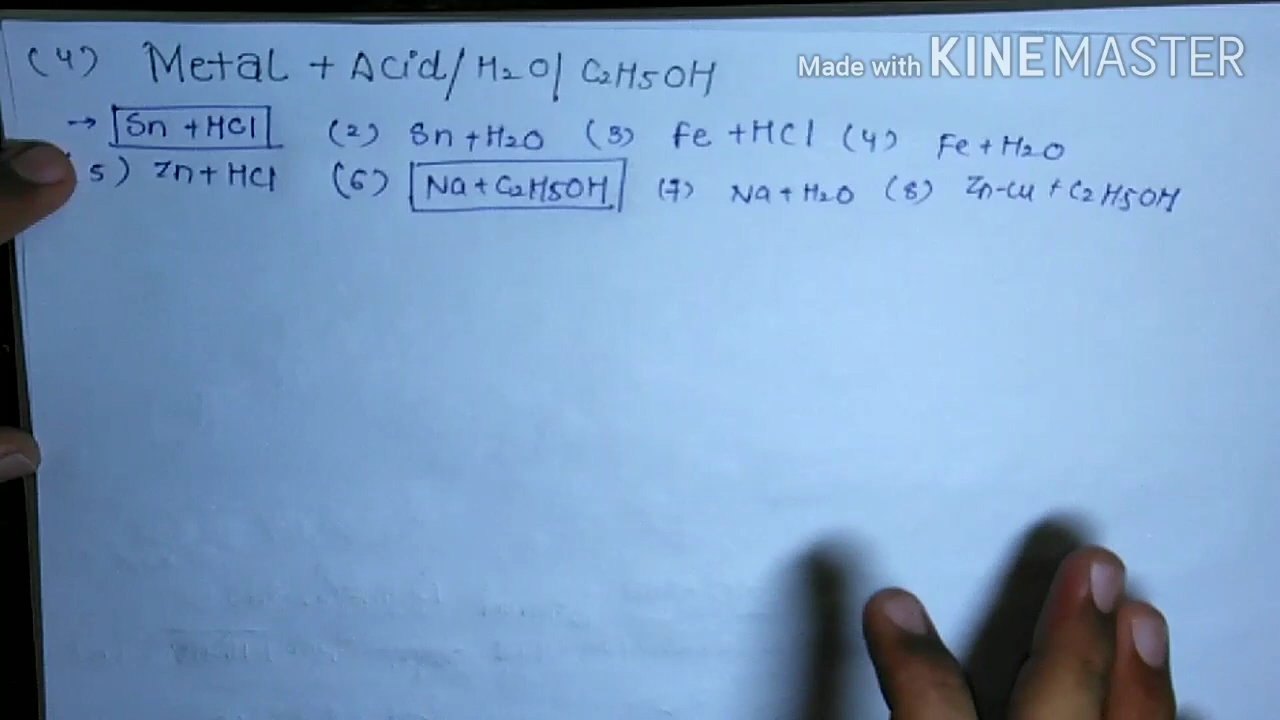 (4) Metal + Acid/H2O/C2H5OH
Made with KINEMASTER
→ Sn + HCl (2) Sn + H2O (3) Fe + HCl (4) Fe + H2O
5) Zn + HCl (6) Na + C2H5OH (7) Na + H2O (8) Zn-Cu + C2H5OH